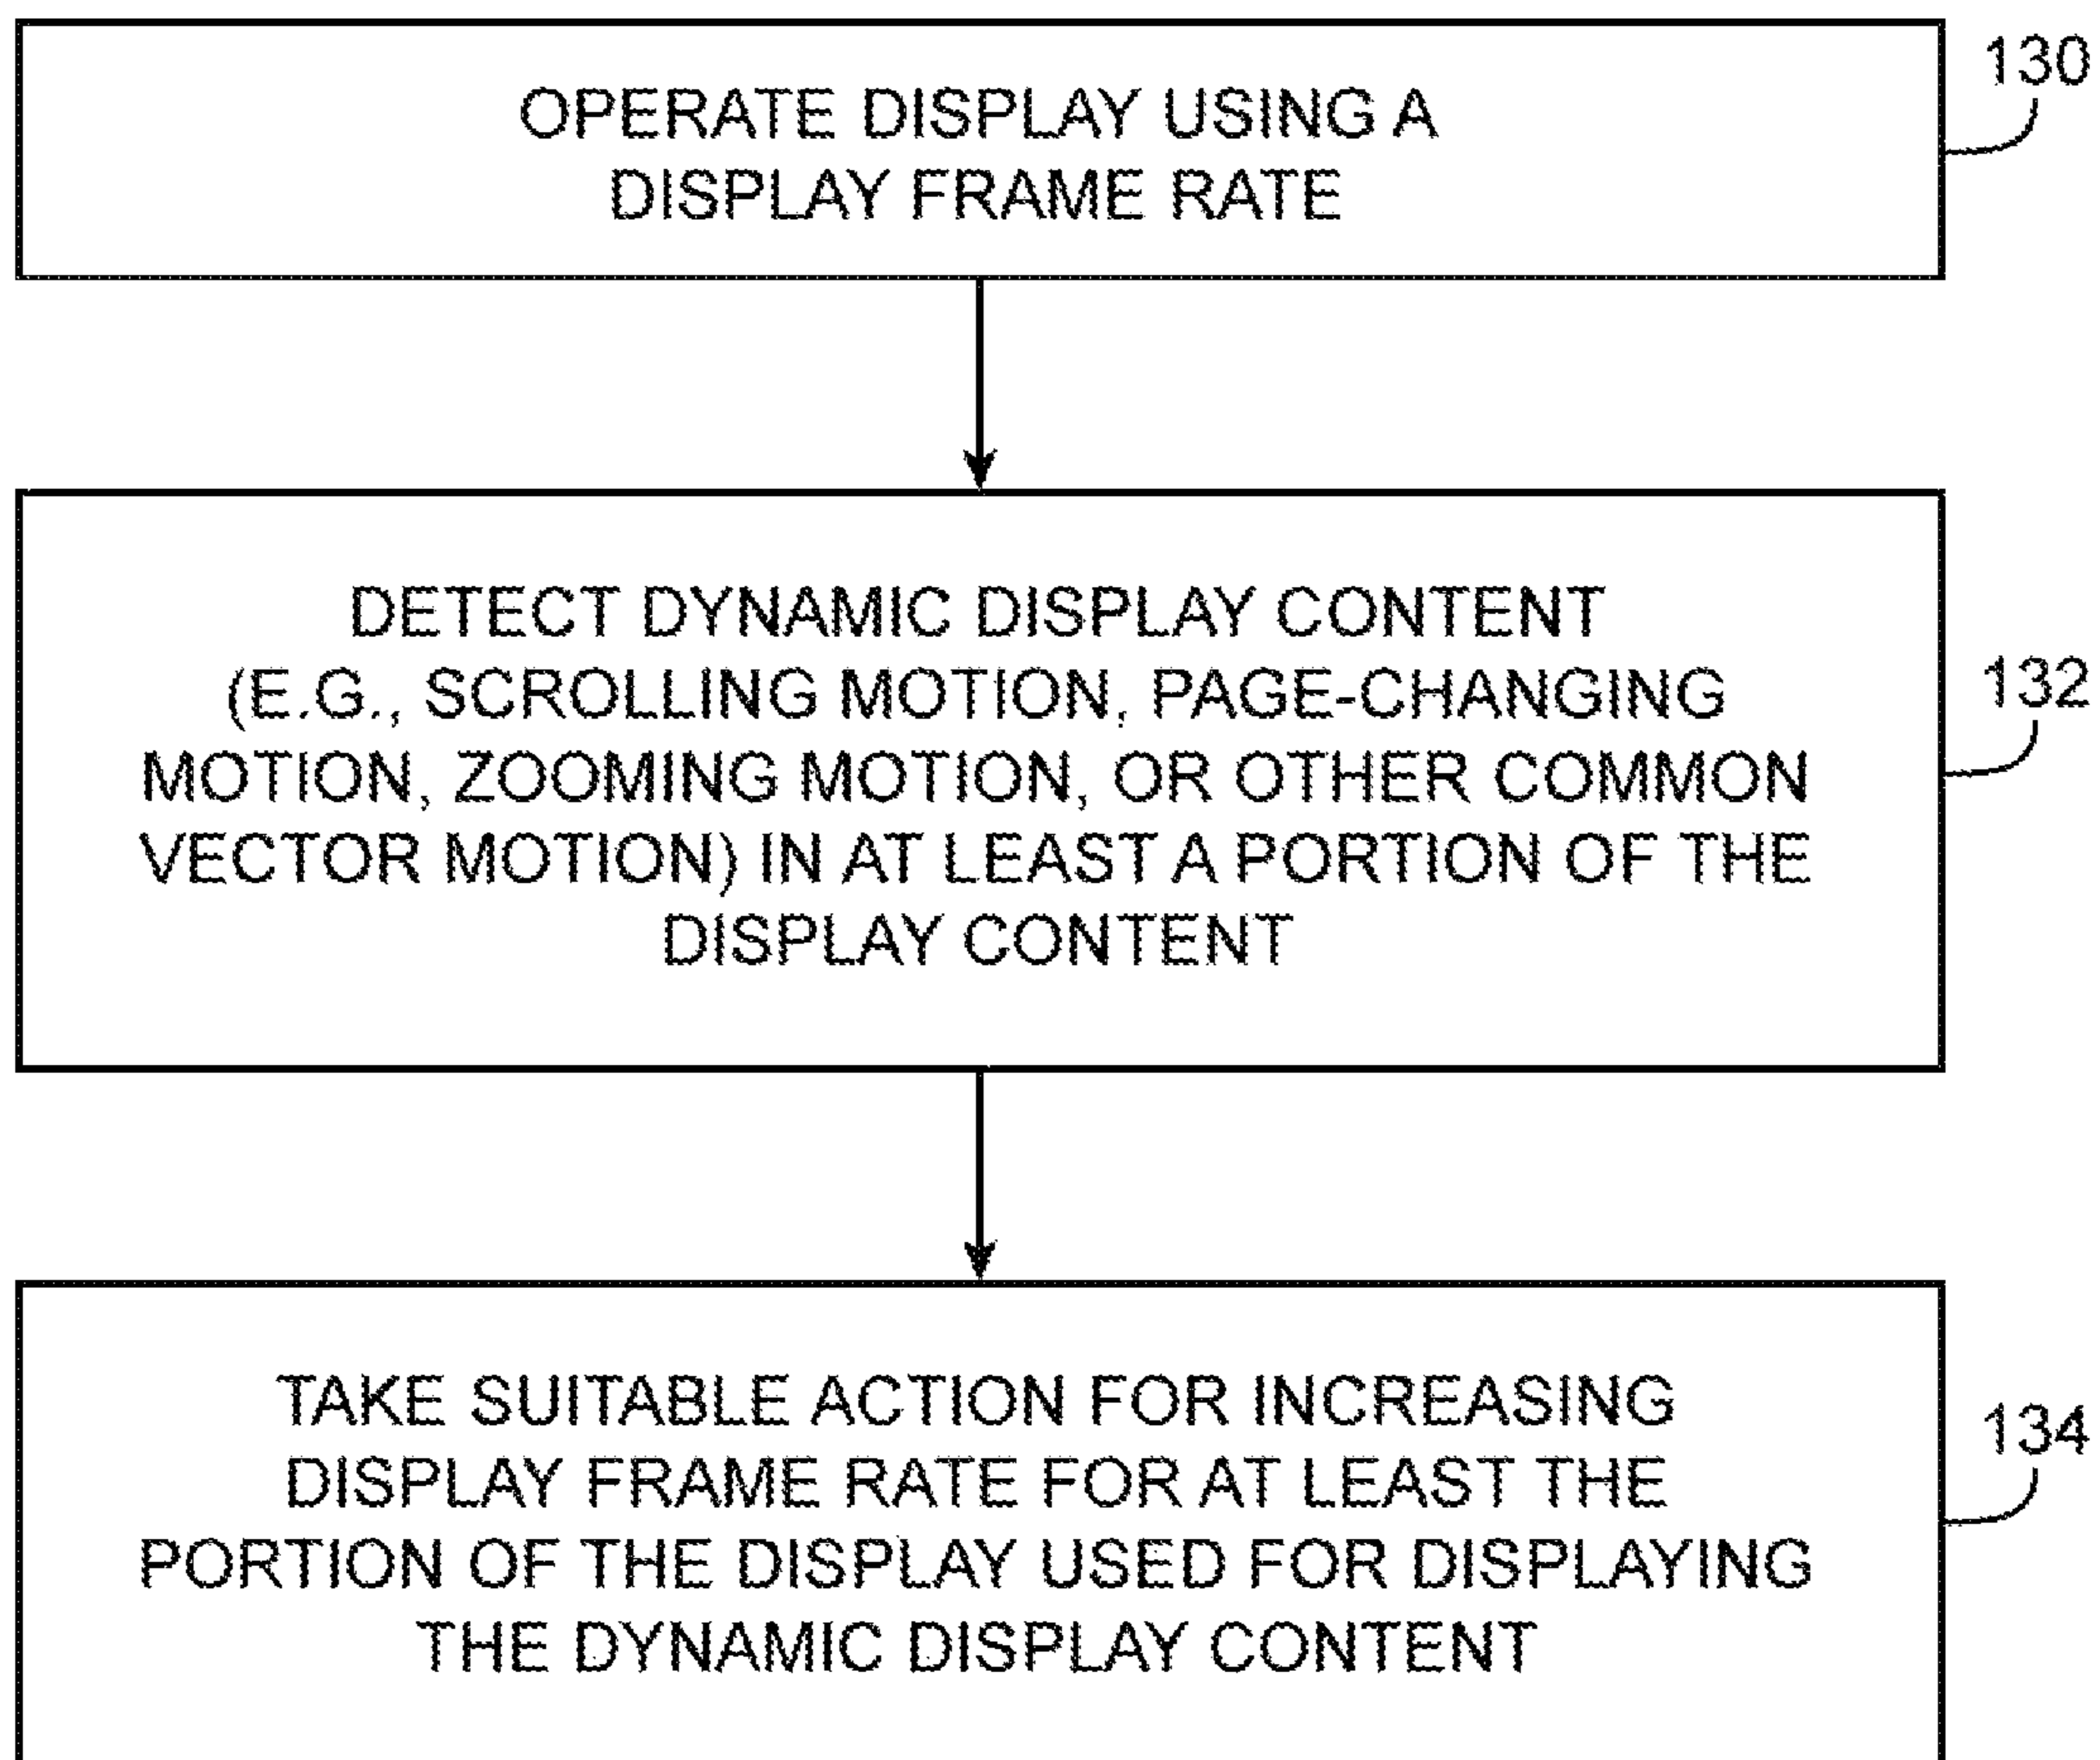 130
OPERATE DISPLAY USING A
DISPLAY FRAME RATE
DETECT DYNAMIC DISPLAY CONTENT
(E.G., SCROLLING MOTION, PAGE-CHANGING
132
MOTION, ZOOMING MOTION, OR OTHER COMMON
VECTOR MOTION) IN AT LEAST A PORTION OF THE
DISPLAY CONTENT
TAKE SUITABLE ACTION FOR INCREASING
134
DISPLAY FRAME RATE FOR AT LEAST THE
PORTION OF THE DISPLAY USED FOR DISPLAYING
THE DYNAMIC DISPLAY CONTENT